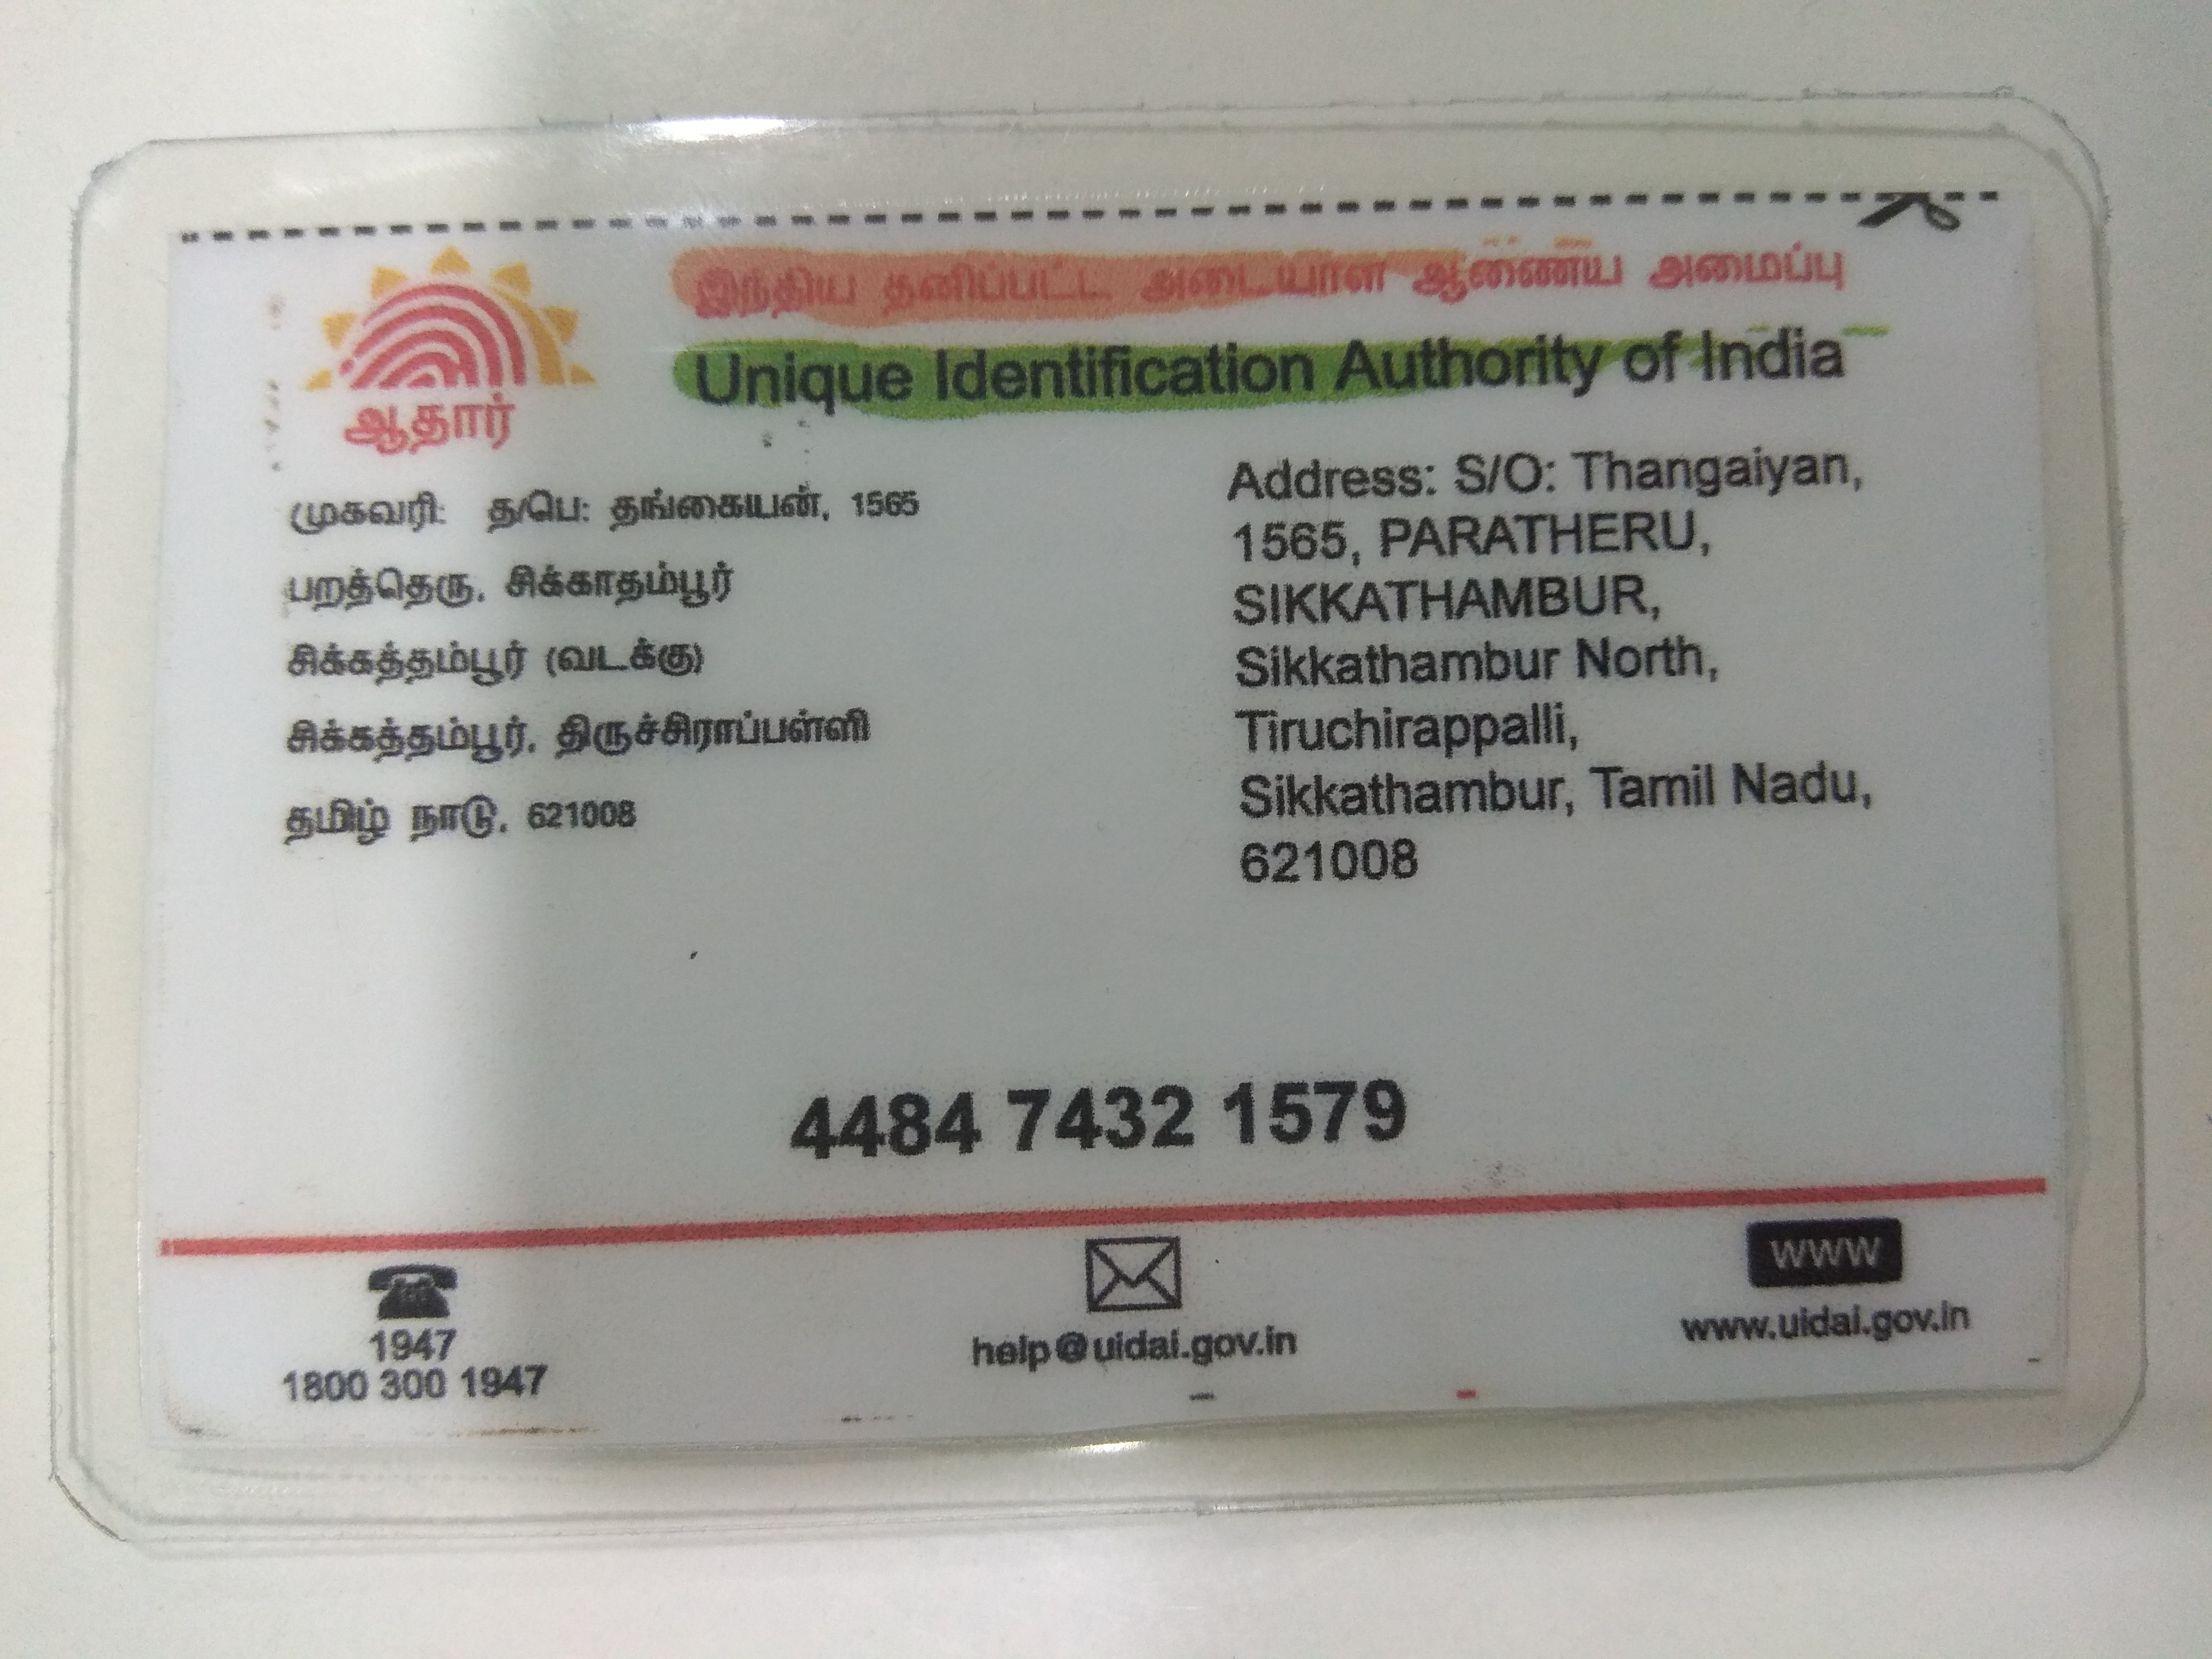 இந்திய தனிப்பட்ட அடையாள ஆணைய அமைப்பு
Unique Identification Authority of India
ஆதார்
முகவரி: த/பெ: தங்கையன், 1565
பறத்தெரு, சிக்காதம்பூர்
சிக்கத்தம்பூர் (வடக்கு)
சிக்கத்தம்பூர், திருச்சிராப்பள்ளி
தமிழ் நாடு, 621008
Address: S/O: Thangaiyan,
1565, PARATHERU,
SIKKATHAMBUR,
Sikkathambur North,
Tiruchirappalli,
Sikkathambur, Tamil Nadu,
621008
4484 7432 1579
1947
1800 300 1947
help@uidai.gov.in
WWW
www.uidai.gov.in